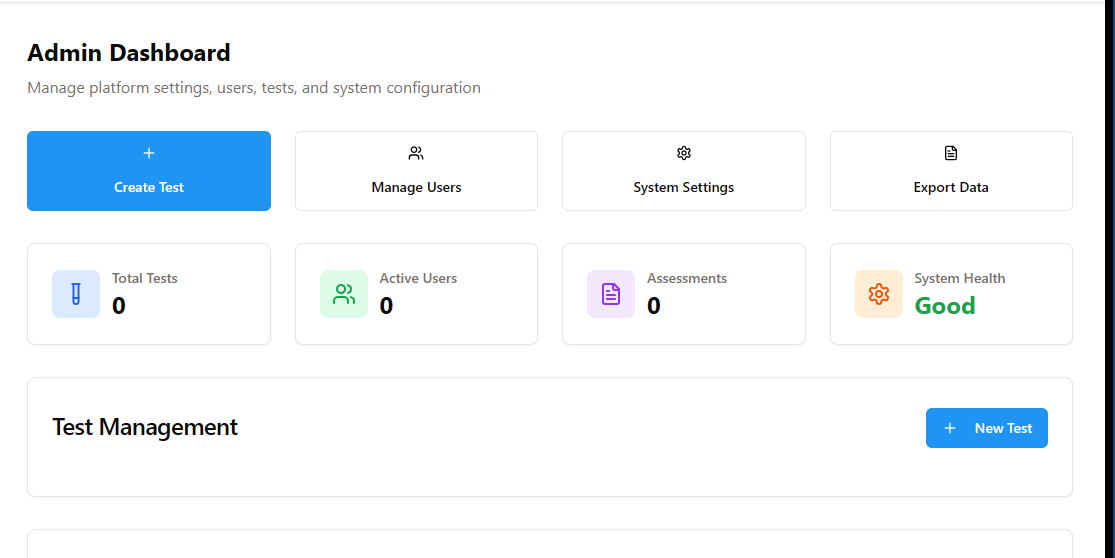 Admin Dashboard
Manage platform settings, users, tests, and system configuration
Create Test
Manage Users
System Settings
Export Data
Total Tests
0
Active Users
0
Assessments
0
System Health
Good
Test Management
New Test